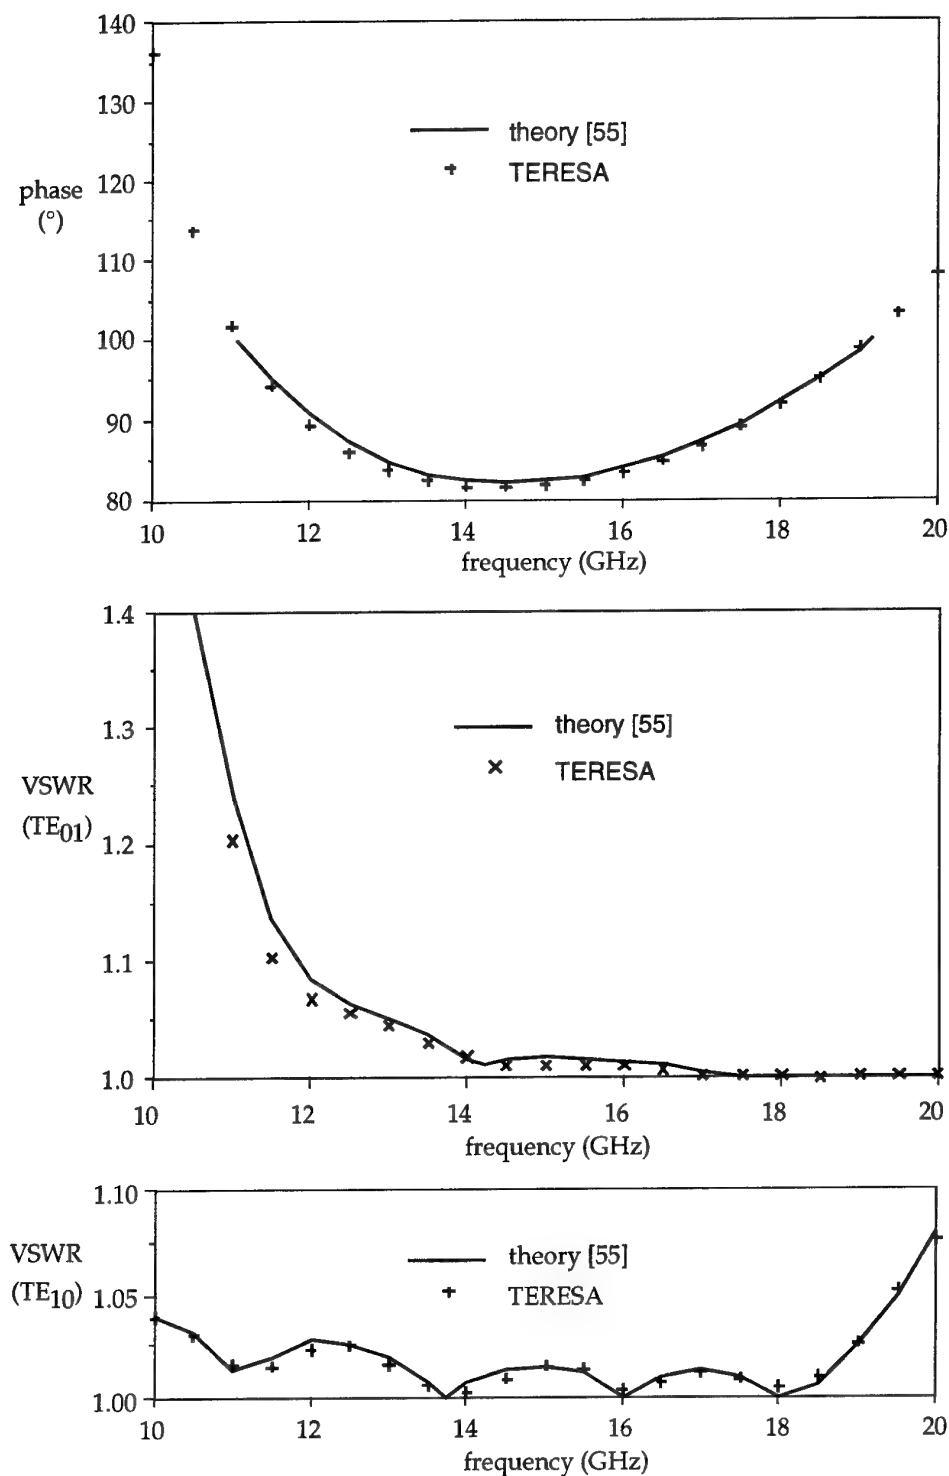 140
130
120
110
100
90
80
phase
(°)
theory [55]
TERESA
10 12 14 16 18 20
frequency (GHz)
1.4
1.3
1.2
1.1
1.0
VSWR
(TE01)
theory [55]
TERESA
10 12 14 16 18 20
frequency (GHz)
1.10
1.05
1.00
VSWR
(TE10)
theory [55]
TERESA
10 12 14 16 18 20
frequency (GHz)